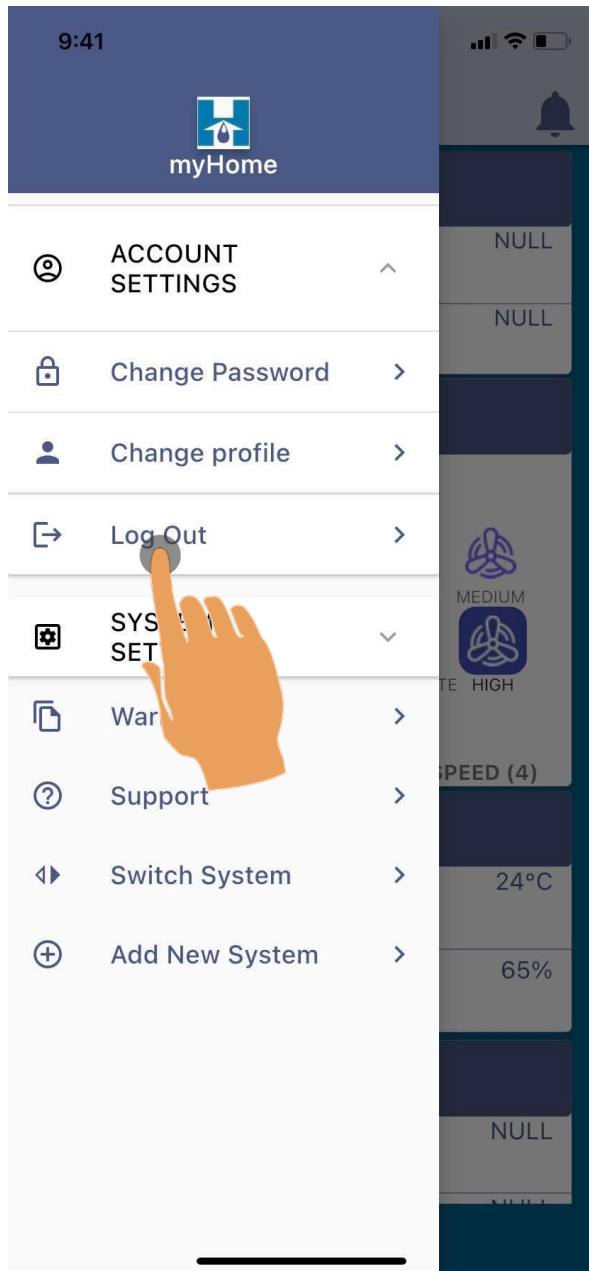 9:41
myHome
ACCOUNT
SETTINGS
Change Password
Change profile
Log Out
Support
Switch System
Add New System
NULL
NULL
MEDIUM
HIGH
(4)
24°C
65%
NULL